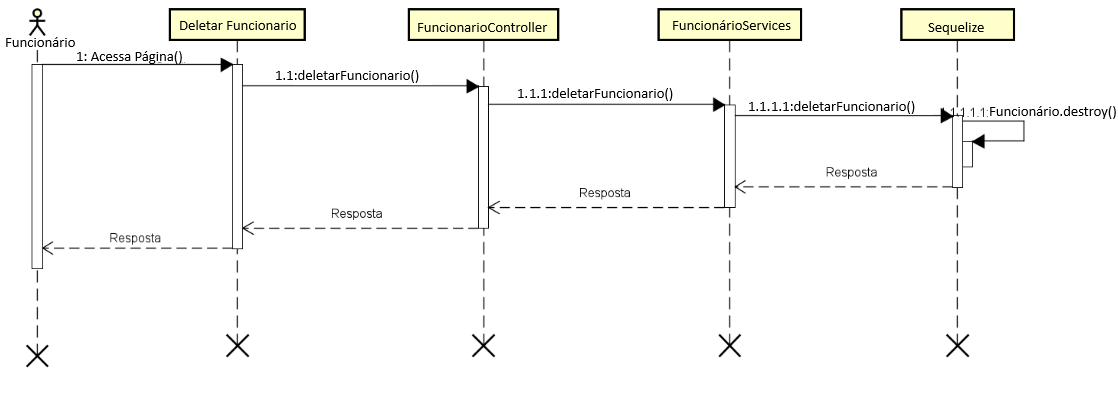 Funcionário
Deletar Funcionario
FuncionarioController
FuncionárioServices
Sequelize
1: Acessa Página()
1.1:deletarFuncionario()
1.1.1:deletarFuncionario()
1.1.1.1:deletarFuncionario()
1.1.1.1.1:Funcionário.destroy()
Resposta
Resposta
Resposta
Resposta